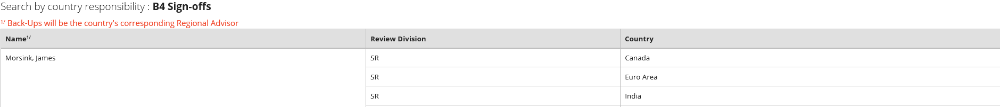 Search by country responsibility : B4 Sign-offs
1/ Back-Ups will be the country's corresponding Regional Advisor
Name1/ Review Division Country
Morsink, James SR Canada
SR Euro Area
SR India